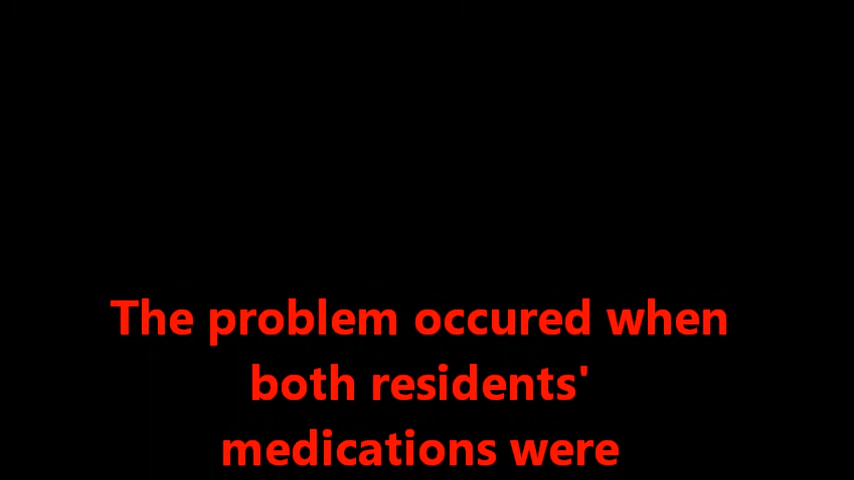 The problem occured when
both residents'
medications were